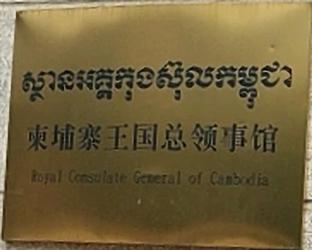 ស្ថានអគ្គកុងស៊ុលកម្ពុជា
柬埔寨王国总领事馆
Royal Consulate General of Cambodia